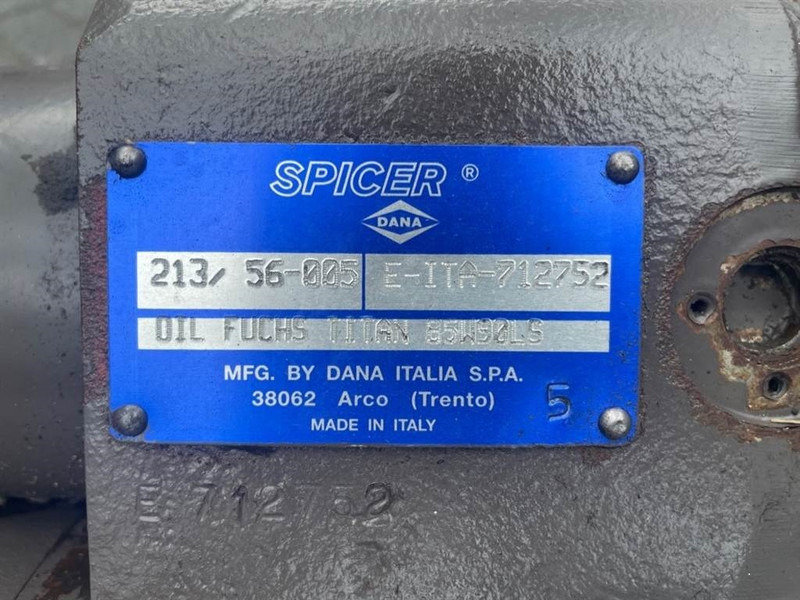 SPICER ®
DANA
213/ 56-005 E-ITA-712752
OIL FUCHS TITAN 85W90LS
MFG. BY DANA ITALIA S.P.A.
38062 Arco (Trento)
5
MADE IN ITALY
E 712752